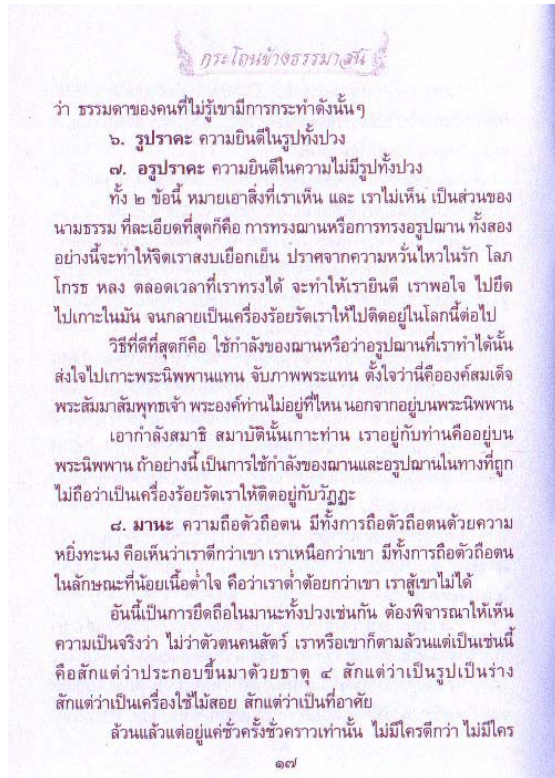 กระโถนข้างธรรมาสน์
ว่า ธรรมดาของคนที่ไม่รู้เขามีการกระทำดังนั้นๆ
๖. รูปราคะ ความยินดีในรูปทั้งปวง
๗. อรูปราคะ ความยินดีในความไม่มีรูปทั้งปวง
ทั้ง ๒ ข้อนี้ หมายเอาสิ่งที่เราเห็น และ เราไม่เห็น เป็นส่วนของ
นามธรรม ที่ละเอียดที่สุดก็คือ การทรงฌานหรือการทรงอรูปฌาน ทั้งสอง
อย่างนี้จะทำให้จิตเราสงบเยือกเย็น ปราศจากความหวั่นไหวในรัก โลภ
โกรธ หลง ตลอดเวลาที่เราทรงได้ จะทำให้เรายินดี เราพอใจ ไปยึด
ไปเกาะในมัน จนกลายเป็นเครื่องร้อยรัดเราให้ไปติดอยู่ในโลกนี้ต่อไป
วิธีที่ดีที่สุดก็คือ ใช้กำลังของฌานหรือว่าอรูปฌานที่เราทำได้นั้น
ส่งใจไปเกาะพระนิพพานแทน จับภาพพระแทน ตั้งใจว่านี่คือองค์สมเด็จ
พระสัมมาสัมพุทธเจ้า พระองค์ท่านไม่อยู่ที่ไหน นอกจากอยู่บนพระนิพพาน
เอากำลังสมาธิ สมาบัตินั้นเกาะท่าน เราอยู่กับท่านคืออยู่บน
พระนิพพาน ถ้าอย่างนี้ เป็นการใช้กำลังของฌานและอรูปฌานในทางที่ถูก
ไม่ถือว่าเป็นเครื่องร้อยรัดเราให้ติดอยู่กับวัฏฏะ
๘. มานะ ความถือตัวถือตน มีทั้งการถือตัวถือตนด้วยความ
หยิ่งทะนง คือเห็นว่าเราดีกว่าเขา เราเหนือกว่าเขา มีทั้งการถือตัวถือตน
ในลักษณะที่น้อยเนื้อต่ำใจ คือว่าเราต่ำต้อยกว่าเขา เราสู้เขาไม่ได้
อันนี้เป็นการยึดถือในมานะทั้งปวงเช่นกัน ต้องพิจารณาให้เห็น
ความเป็นจริงว่า ไม่ว่าตัวตนคนสัตว์ เราหรือเขาก็ตามล้วนแต่เป็นเช่นนี้
คือสักแต่ว่าประกอบขึ้นมาด้วยธาตุ ๔ สักแต่ว่าเป็นรูปเป็นร่าง
สักแต่ว่าเป็นเครื่องใช้ไม้สอย สักแต่ว่าเป็นที่อาศัย
ล้วนแล้วแต่อยู่แค่ชั่วครั้งชั่วคราวเท่านั้น ไม่มีใครดีกว่า ไม่มีใคร
๑๗